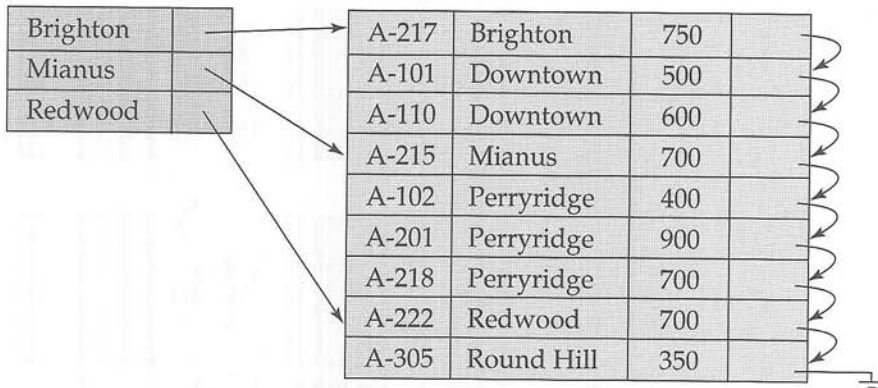 Brighton
Mianus
Redwood
A-217 Brighton 750
A-101 Downtown 500
A-110 Downtown 600
A-215 Mianus 700
A-102 Perryridge 400
A-201 Perryridge 900
A-218 Perryridge 700
A-222 Redwood 700
A-305 Round Hill 350